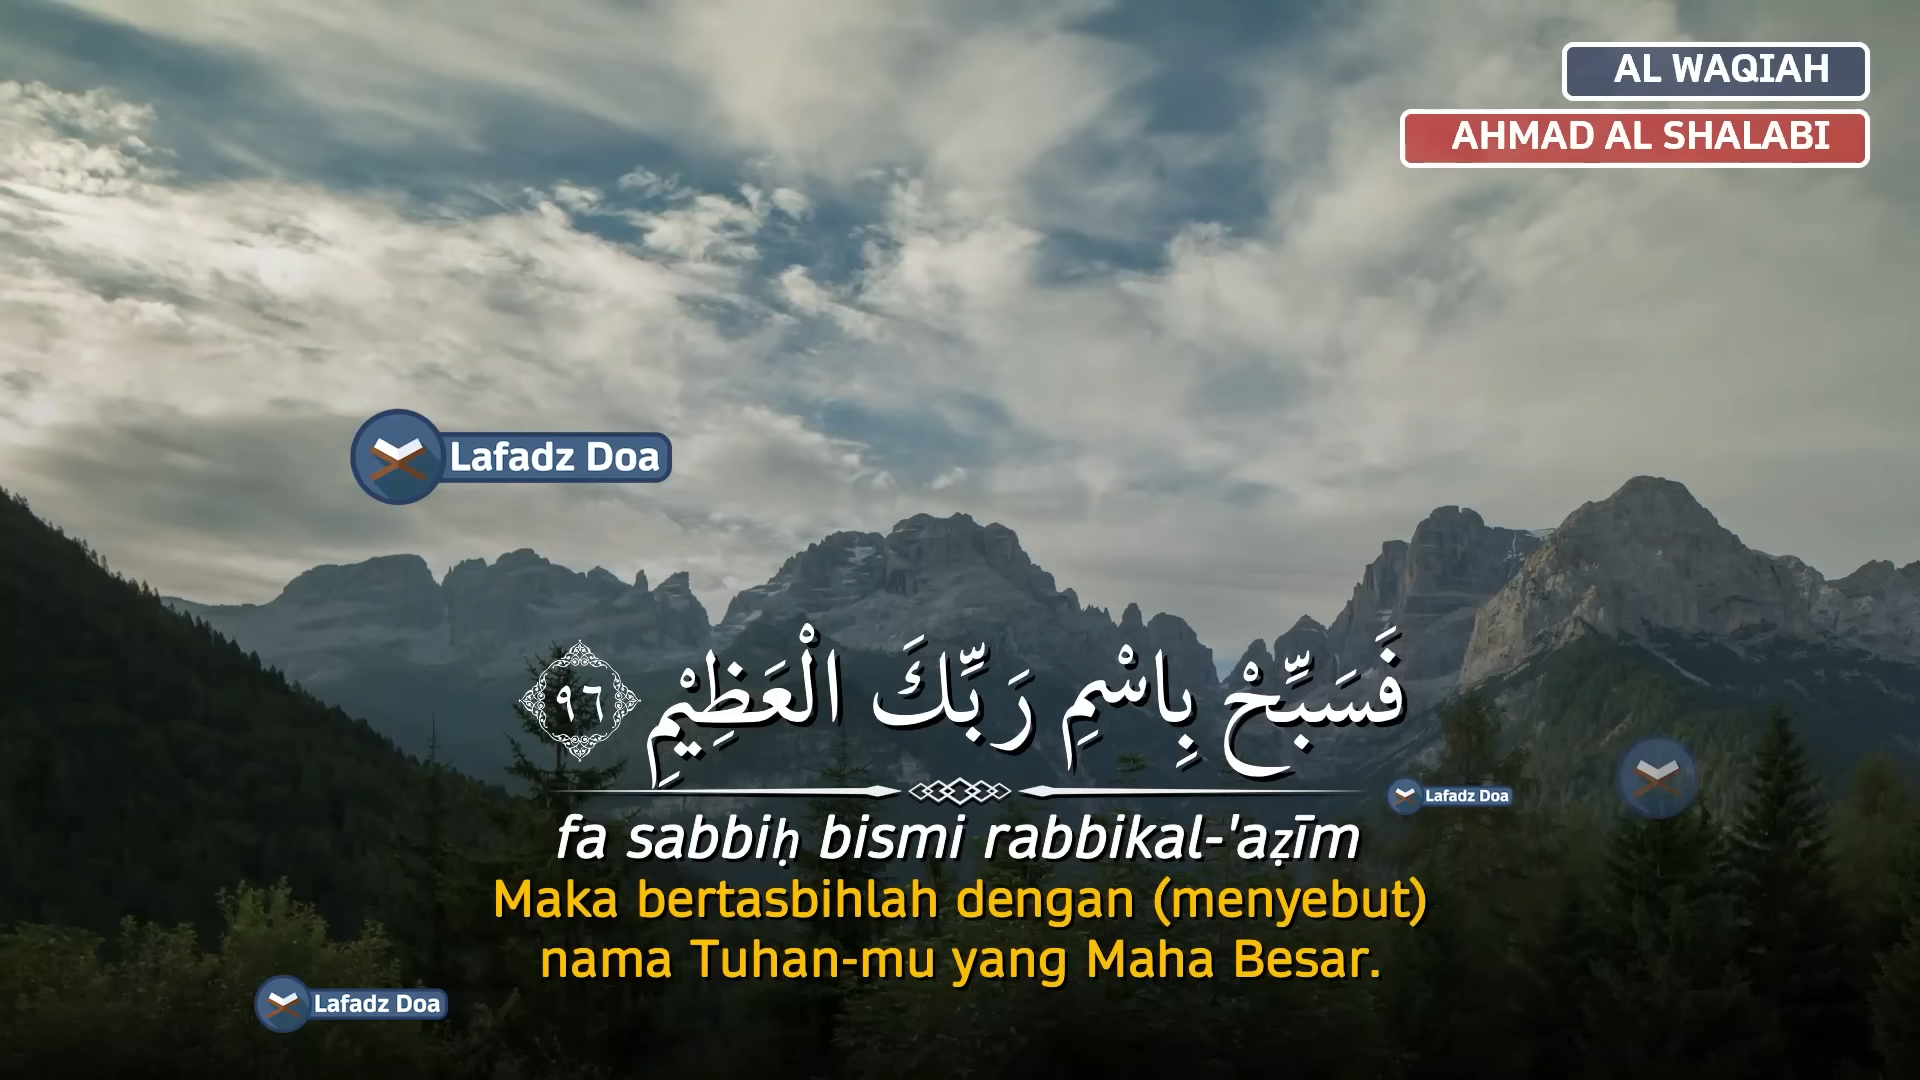 AL WAQIAH
AHMAD AL SHALABI
Lafadz Doa
فَسَبِّحْ بِاسْمِ رَبِّكَ الْعَظِيْمِ ٩٦
Lafadz Doa
fa sabbiḥ bismi rabbikal-'aẓīm
Maka bertasbihlah dengan (menyebut)
nama Tuhan-mu yang Maha Besar.
Lafadz Doa